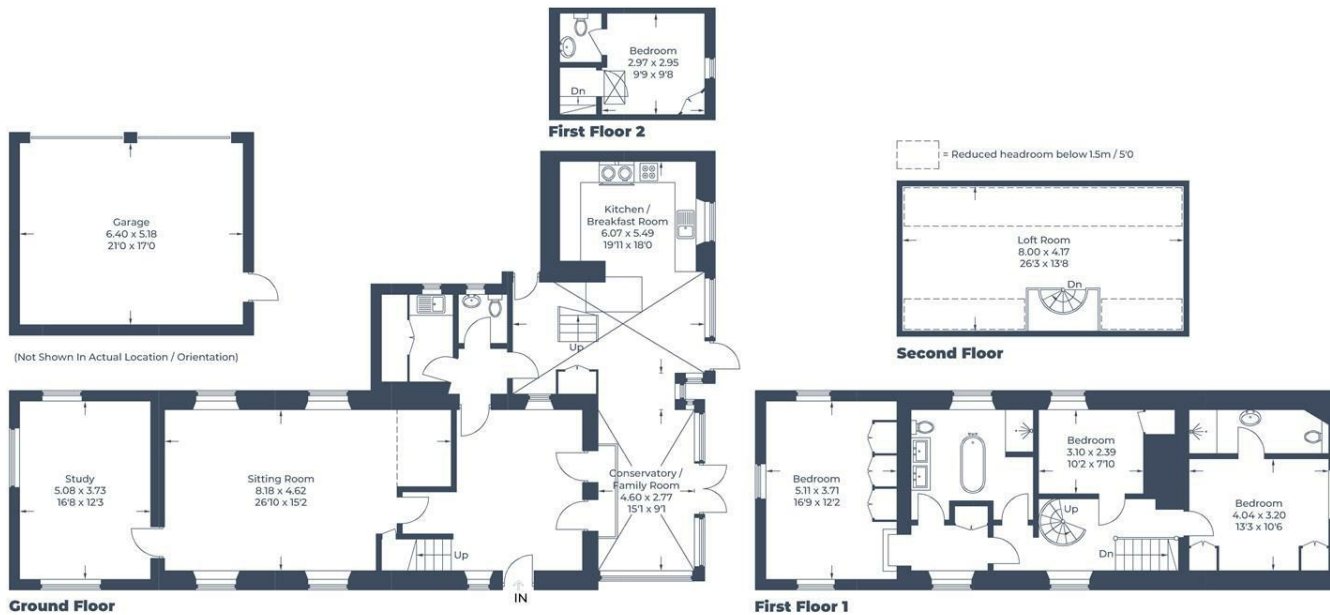 Bedroom
2.97 x 2.95
9'9 x 9'8
Dn
First Floor 2
Garage
6.40 x 5.18
21'0 x 17'0
(Not Shown In Actual Location / Orientation)
Kitchen /
Breakfast Room
6.07 x 5.49
19'11 x 18'0
Up
Study
5.08 x 3.73
16'8 x 12'3
Sitting Room
8.18 x 4.62
26'10 x 15'2
Up
IN
Conservatory /
Family Room
4.60 x 2.77
15'1 x 9'1
Ground Floor
= Reduced headroom below 1.5m / 5'0
Loft Room
8.00 x 4.17
26'3 x 13'8
Dn
Second Floor
Bedroom
5.11 x 3.71
16'9 x 12'2
Bedroom
3.10 x 2.39
10'2 x 7'10
Up
Dn
Bedroom
4.04 x 3.20
13'3 x 10'6
First Floor 1